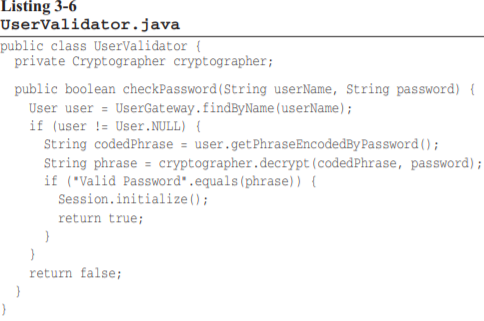 Listing 3-6
UserValidator.java
public class UserValidator {
  private Cryptographer cryptographer;

  public boolean checkPassword(String userName, String password) {
    User user = UserGateway.findByName(userName);
    if (user != User.NULL) {
      String codedPhrase = user.getPhraseEncodedByPassword();
      String phrase = cryptographer.decrypt(codedPhrase, password);
      if ("Valid Password".equals(phrase)) {
        Session.initialize();
        return true;
      }
    }
    return false;
  }
}